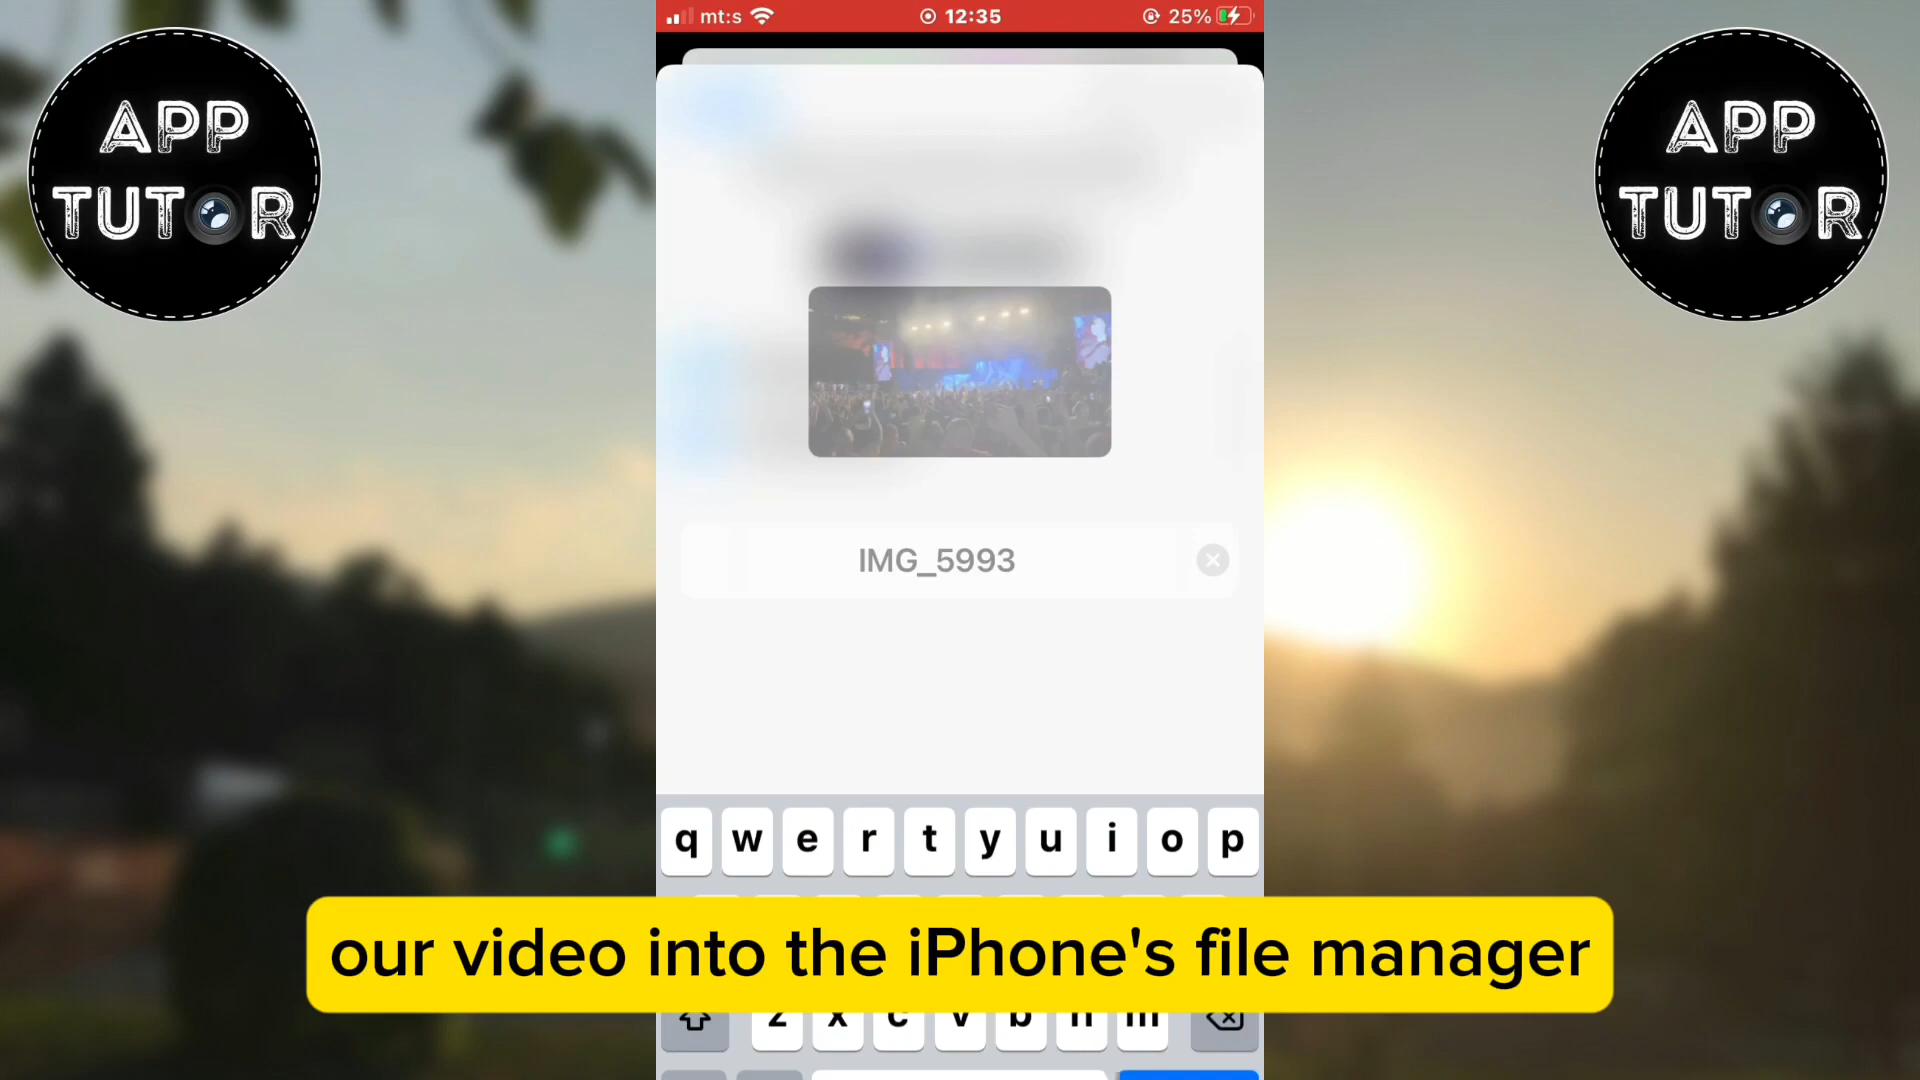 APP
TUTOR
mt:s
12:35
25%
APP
TUTOR
IMG_5993
q w e r t y u i o p
our video into the iPhone's file manager
z x c v b n m